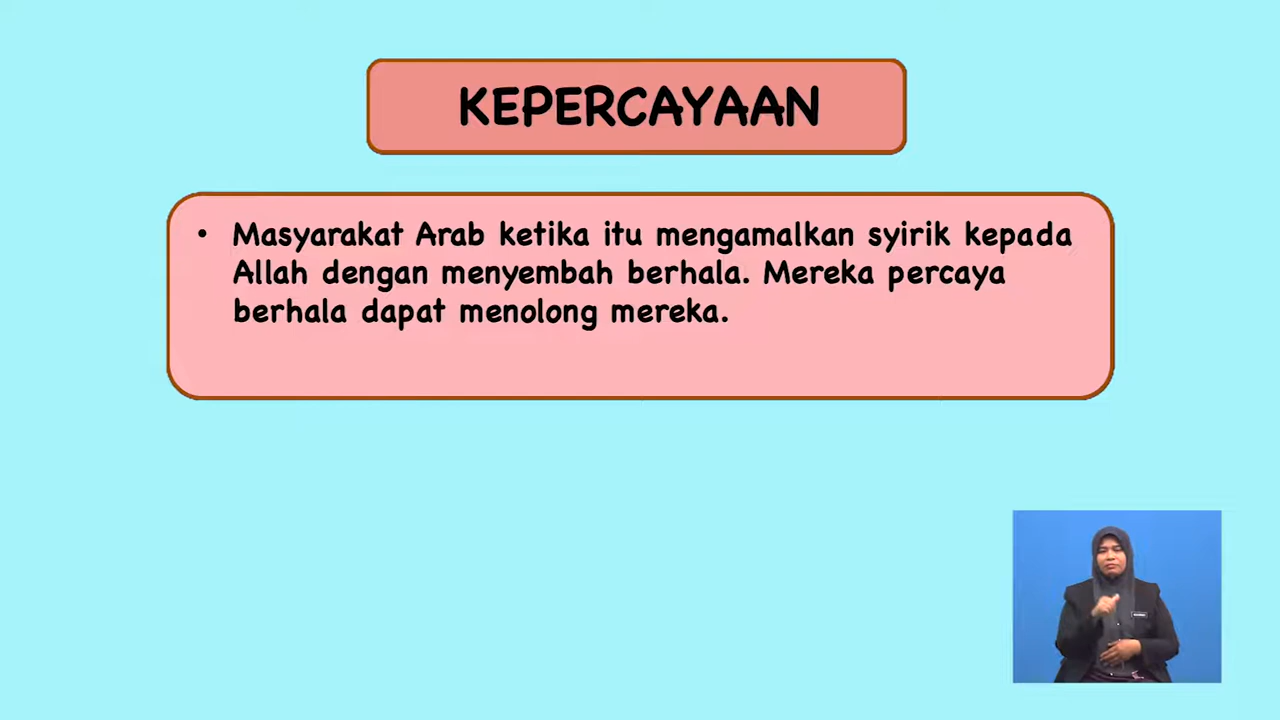 KEPERCAYAAN
• Masyarakat Arab ketika itu mengamalkan syirik kepada
Allah dengan menyembah berhala. Mereka percaya
berhala dapat menolong mereka.